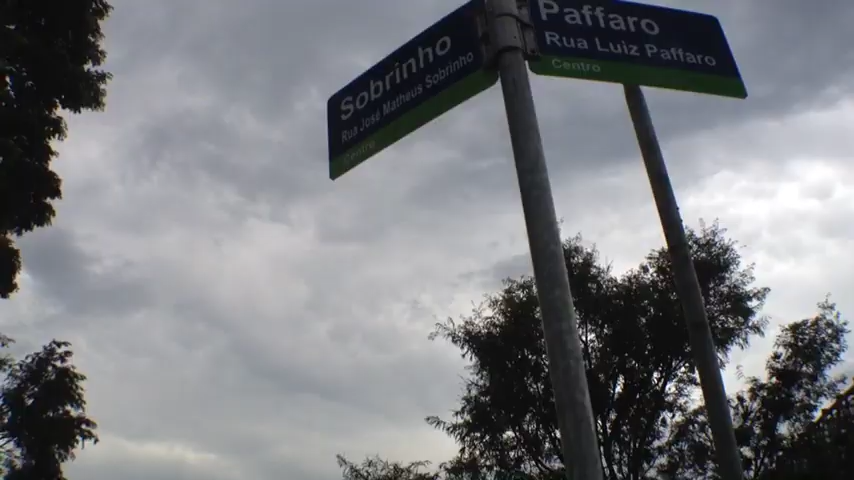 Sobrinho
Rua José Matheus Sobrinho
Centro
Paffaro
Rua Luiz Paffaro
Centro